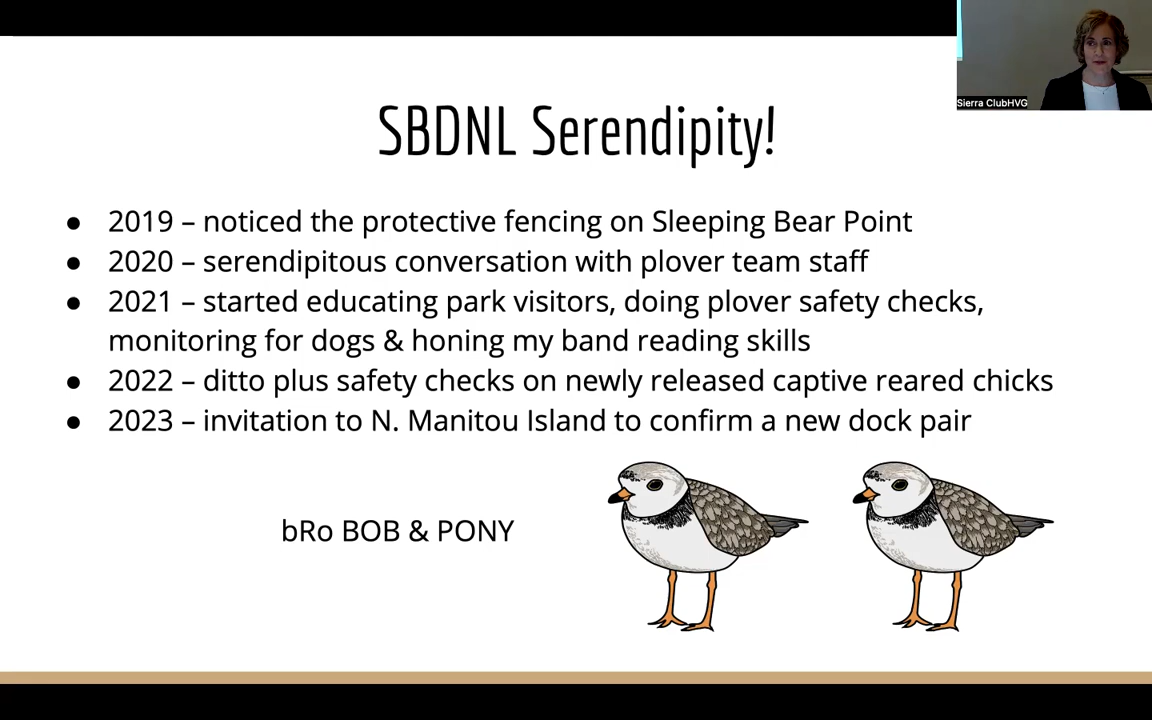 Sierra ClubHVG
SBDNL Serendipity!
● 2019 – noticed the protective fencing on Sleeping Bear Point
● 2020 – serendipitous conversation with plover team staff
● 2021 – started educating park visitors, doing plover safety checks,
monitoring for dogs & honing my band reading skills
● 2022 – ditto plus safety checks on newly released captive reared chicks
● 2023 – invitation to N. Manitou Island to confirm a new dock pair
bRo BOB & PONY